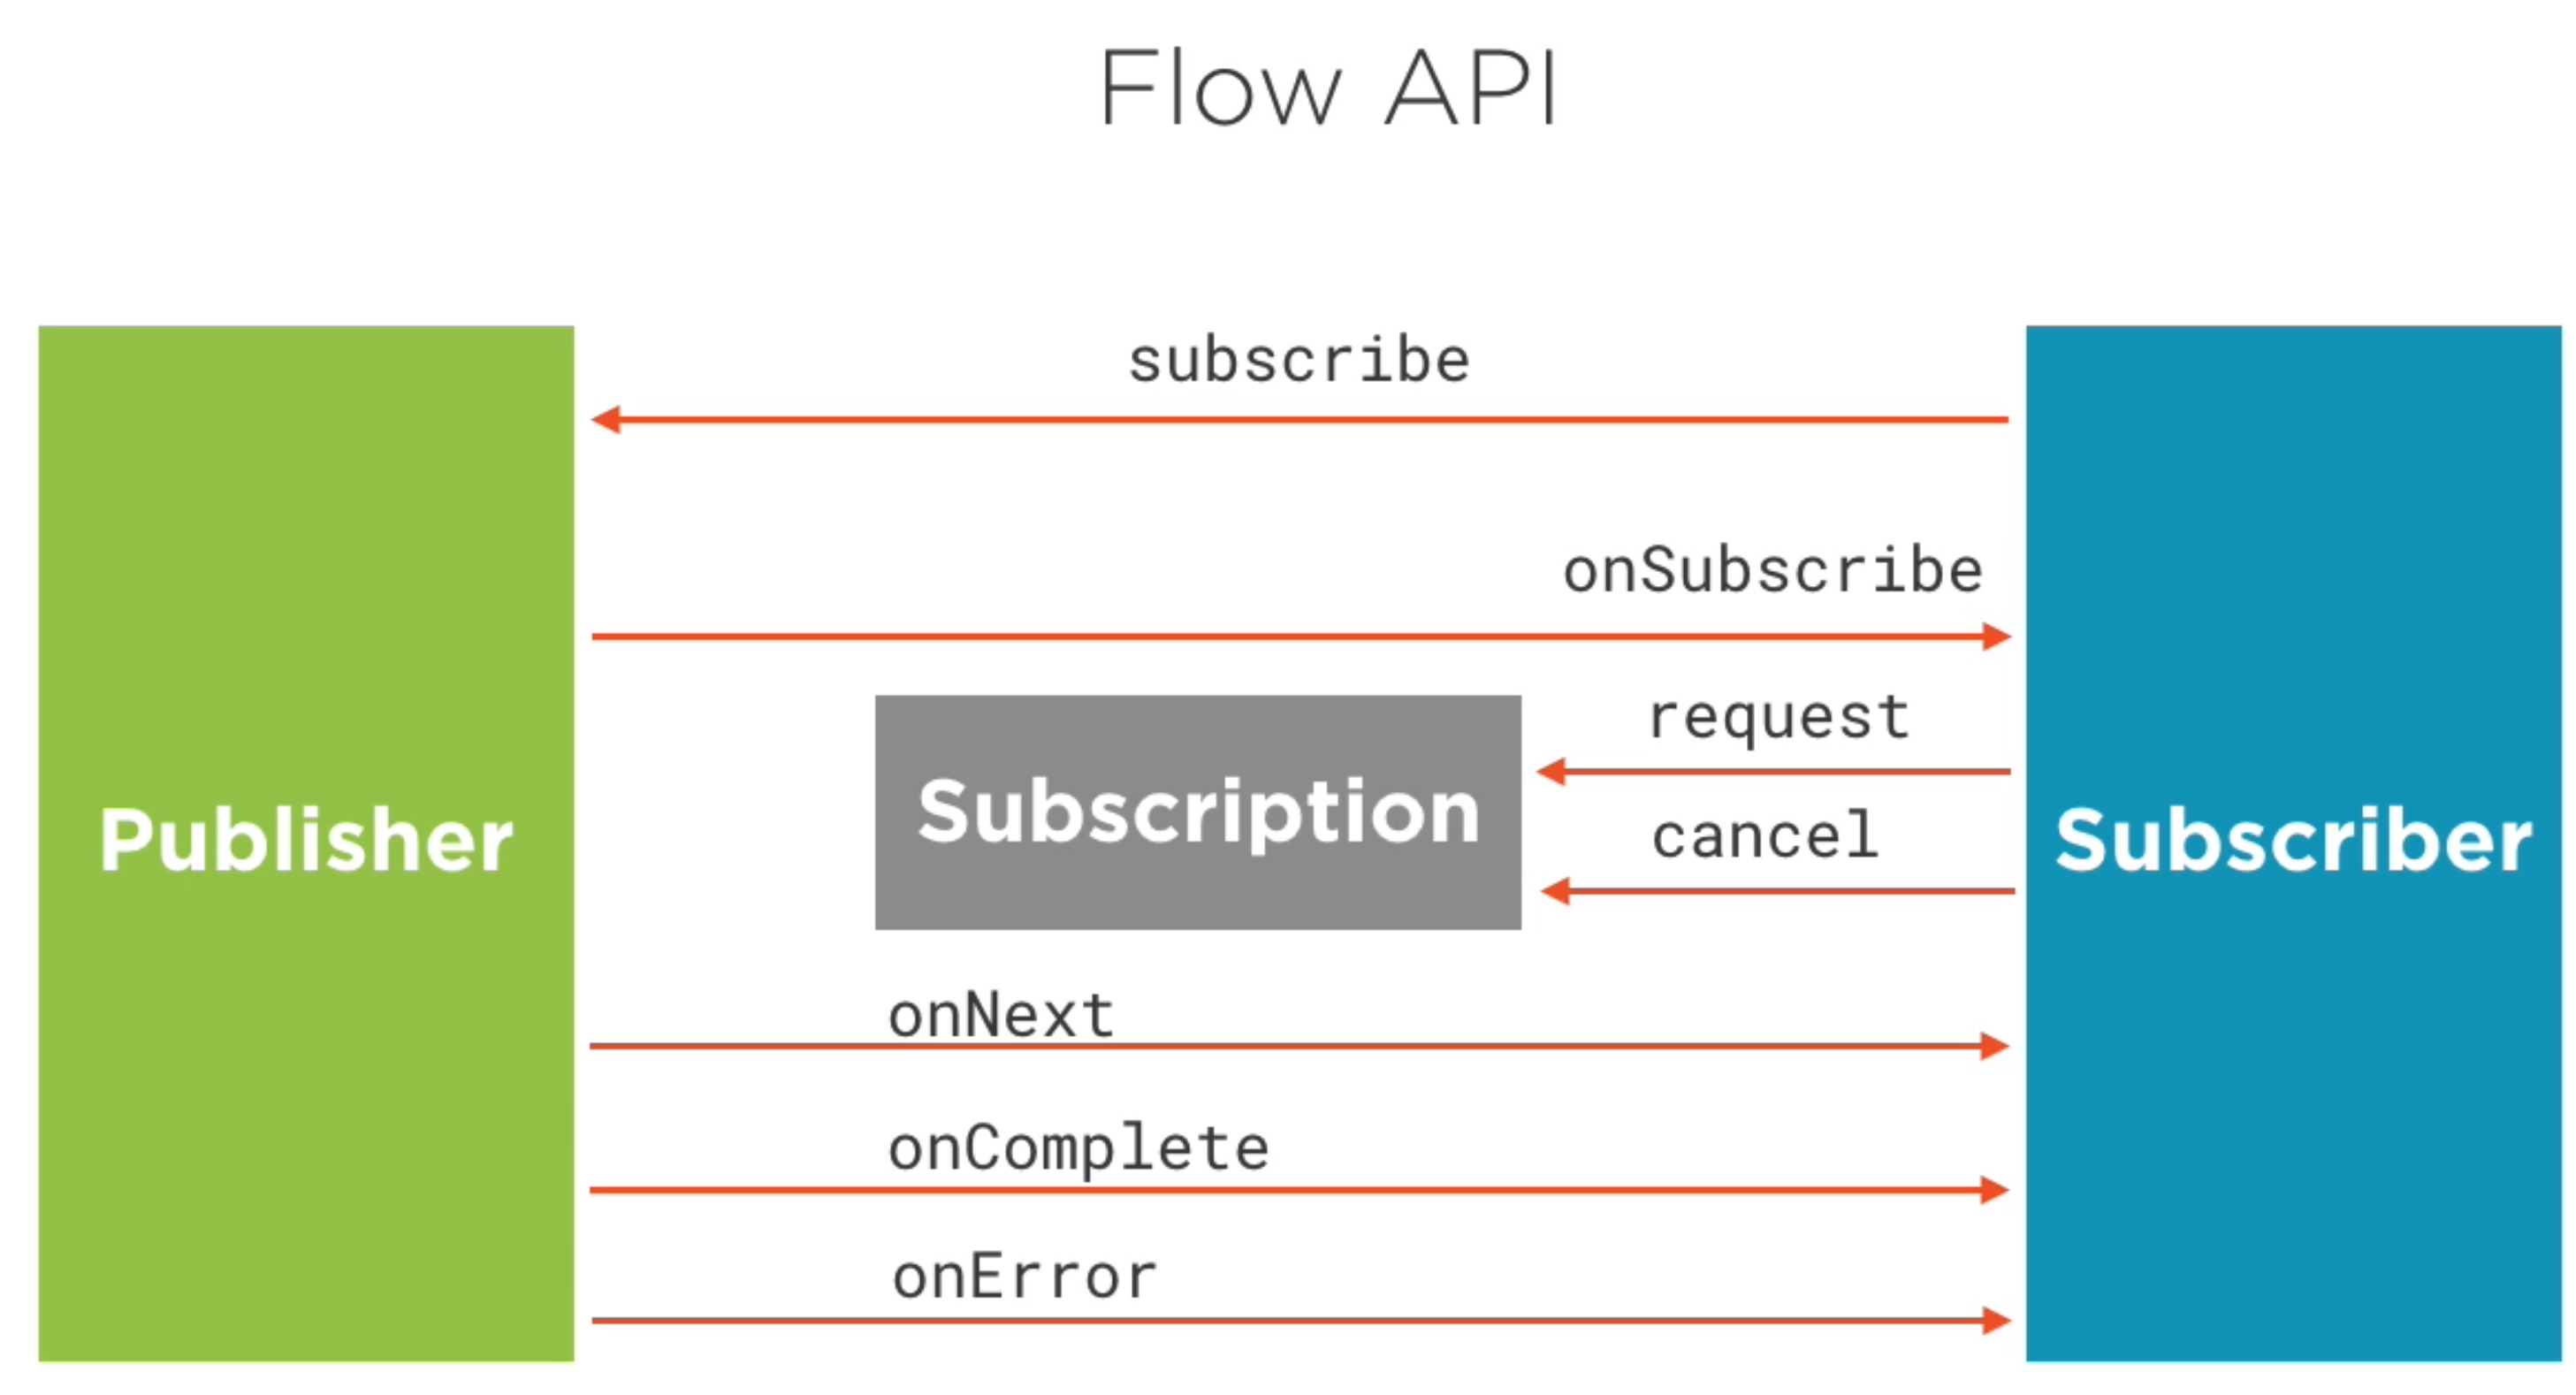 Flow API
subscribe
onSubscribe
request
Subscription
cancel
Publisher
Subscriber
onNext
onComplete
onError